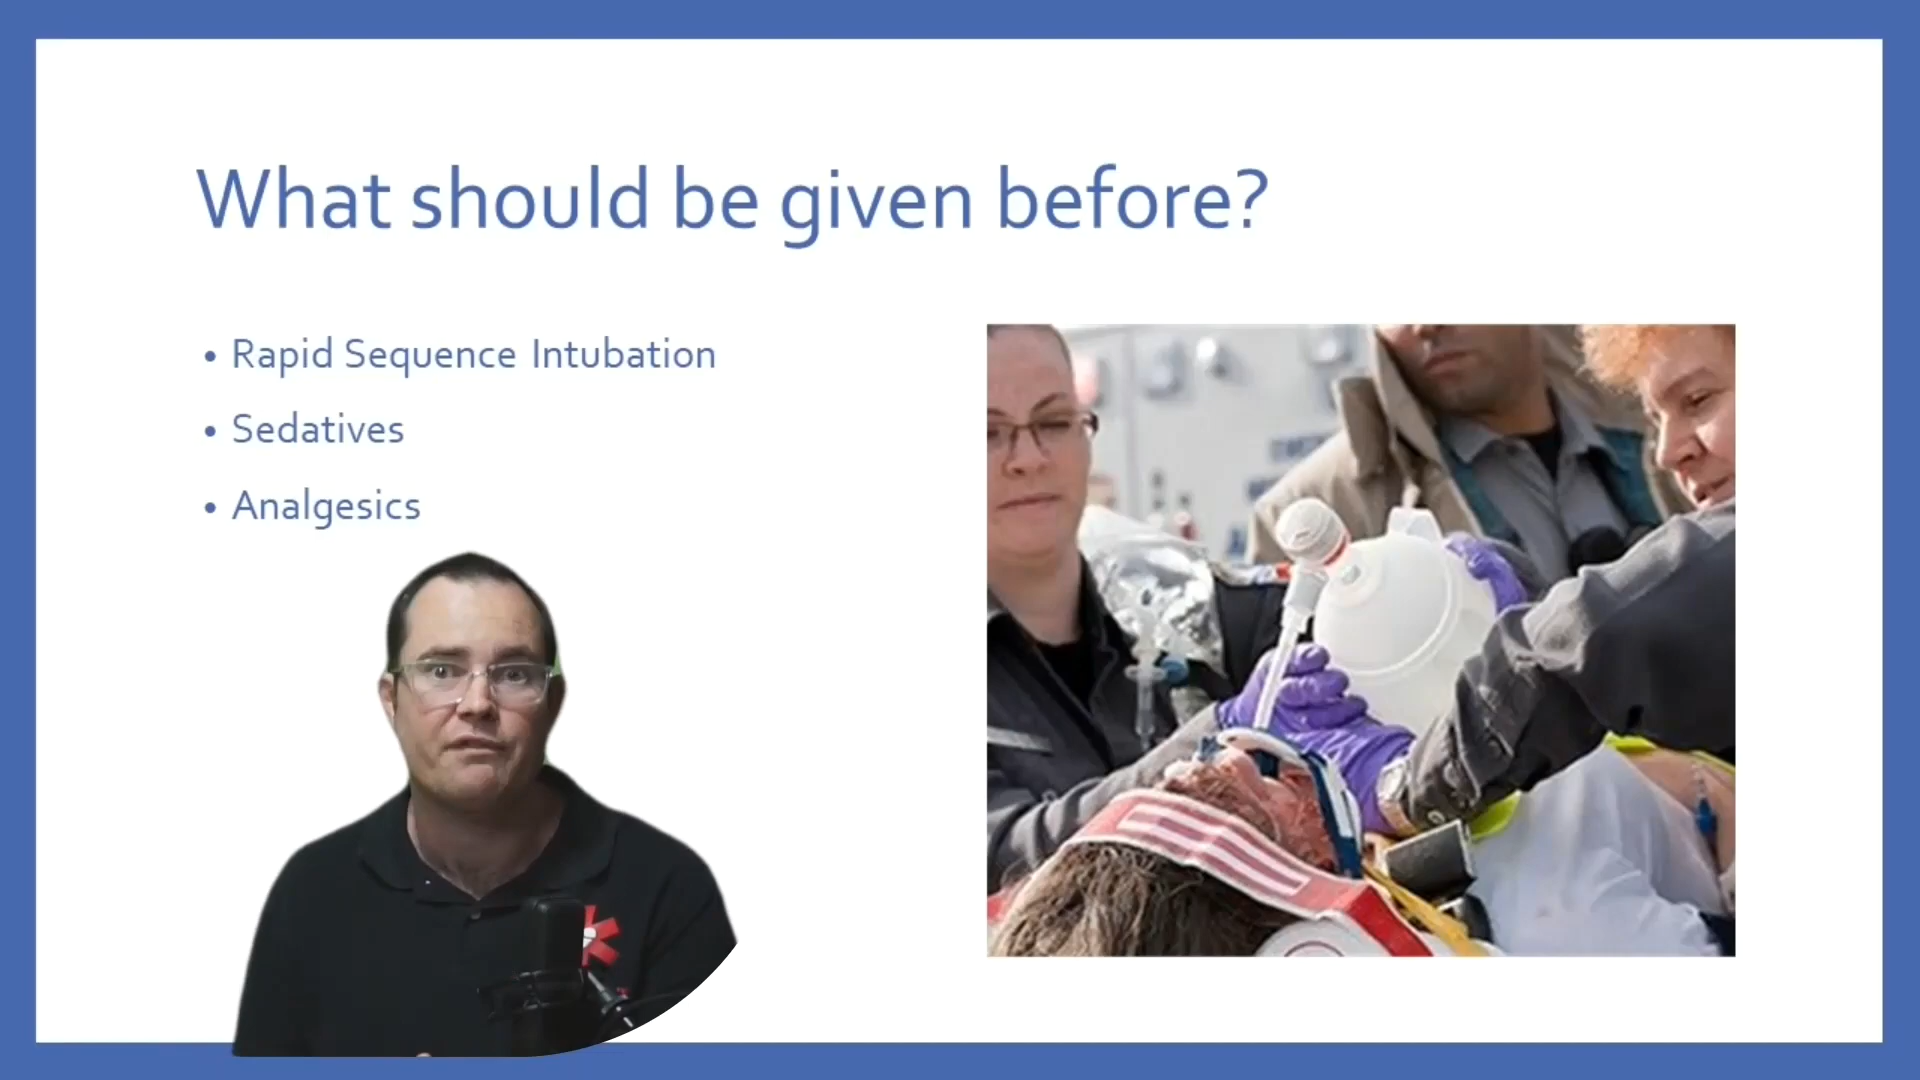 What should be given before?
• Rapid Sequence Intubation
• Sedatives
• Analgesics